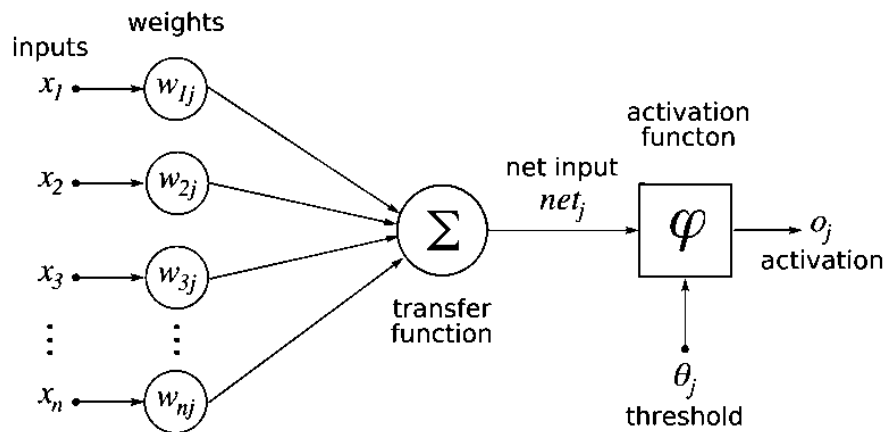 inputs
weights
x₁
w₁ⱼ
x₂
w₂ⱼ
x₃
w₃ⱼ
⋮
⋮
xₙ
wₙⱼ
Σ
transfer
function
net input
netⱼ
activation
functon
φ
oⱼ
activation
θⱼ
threshold